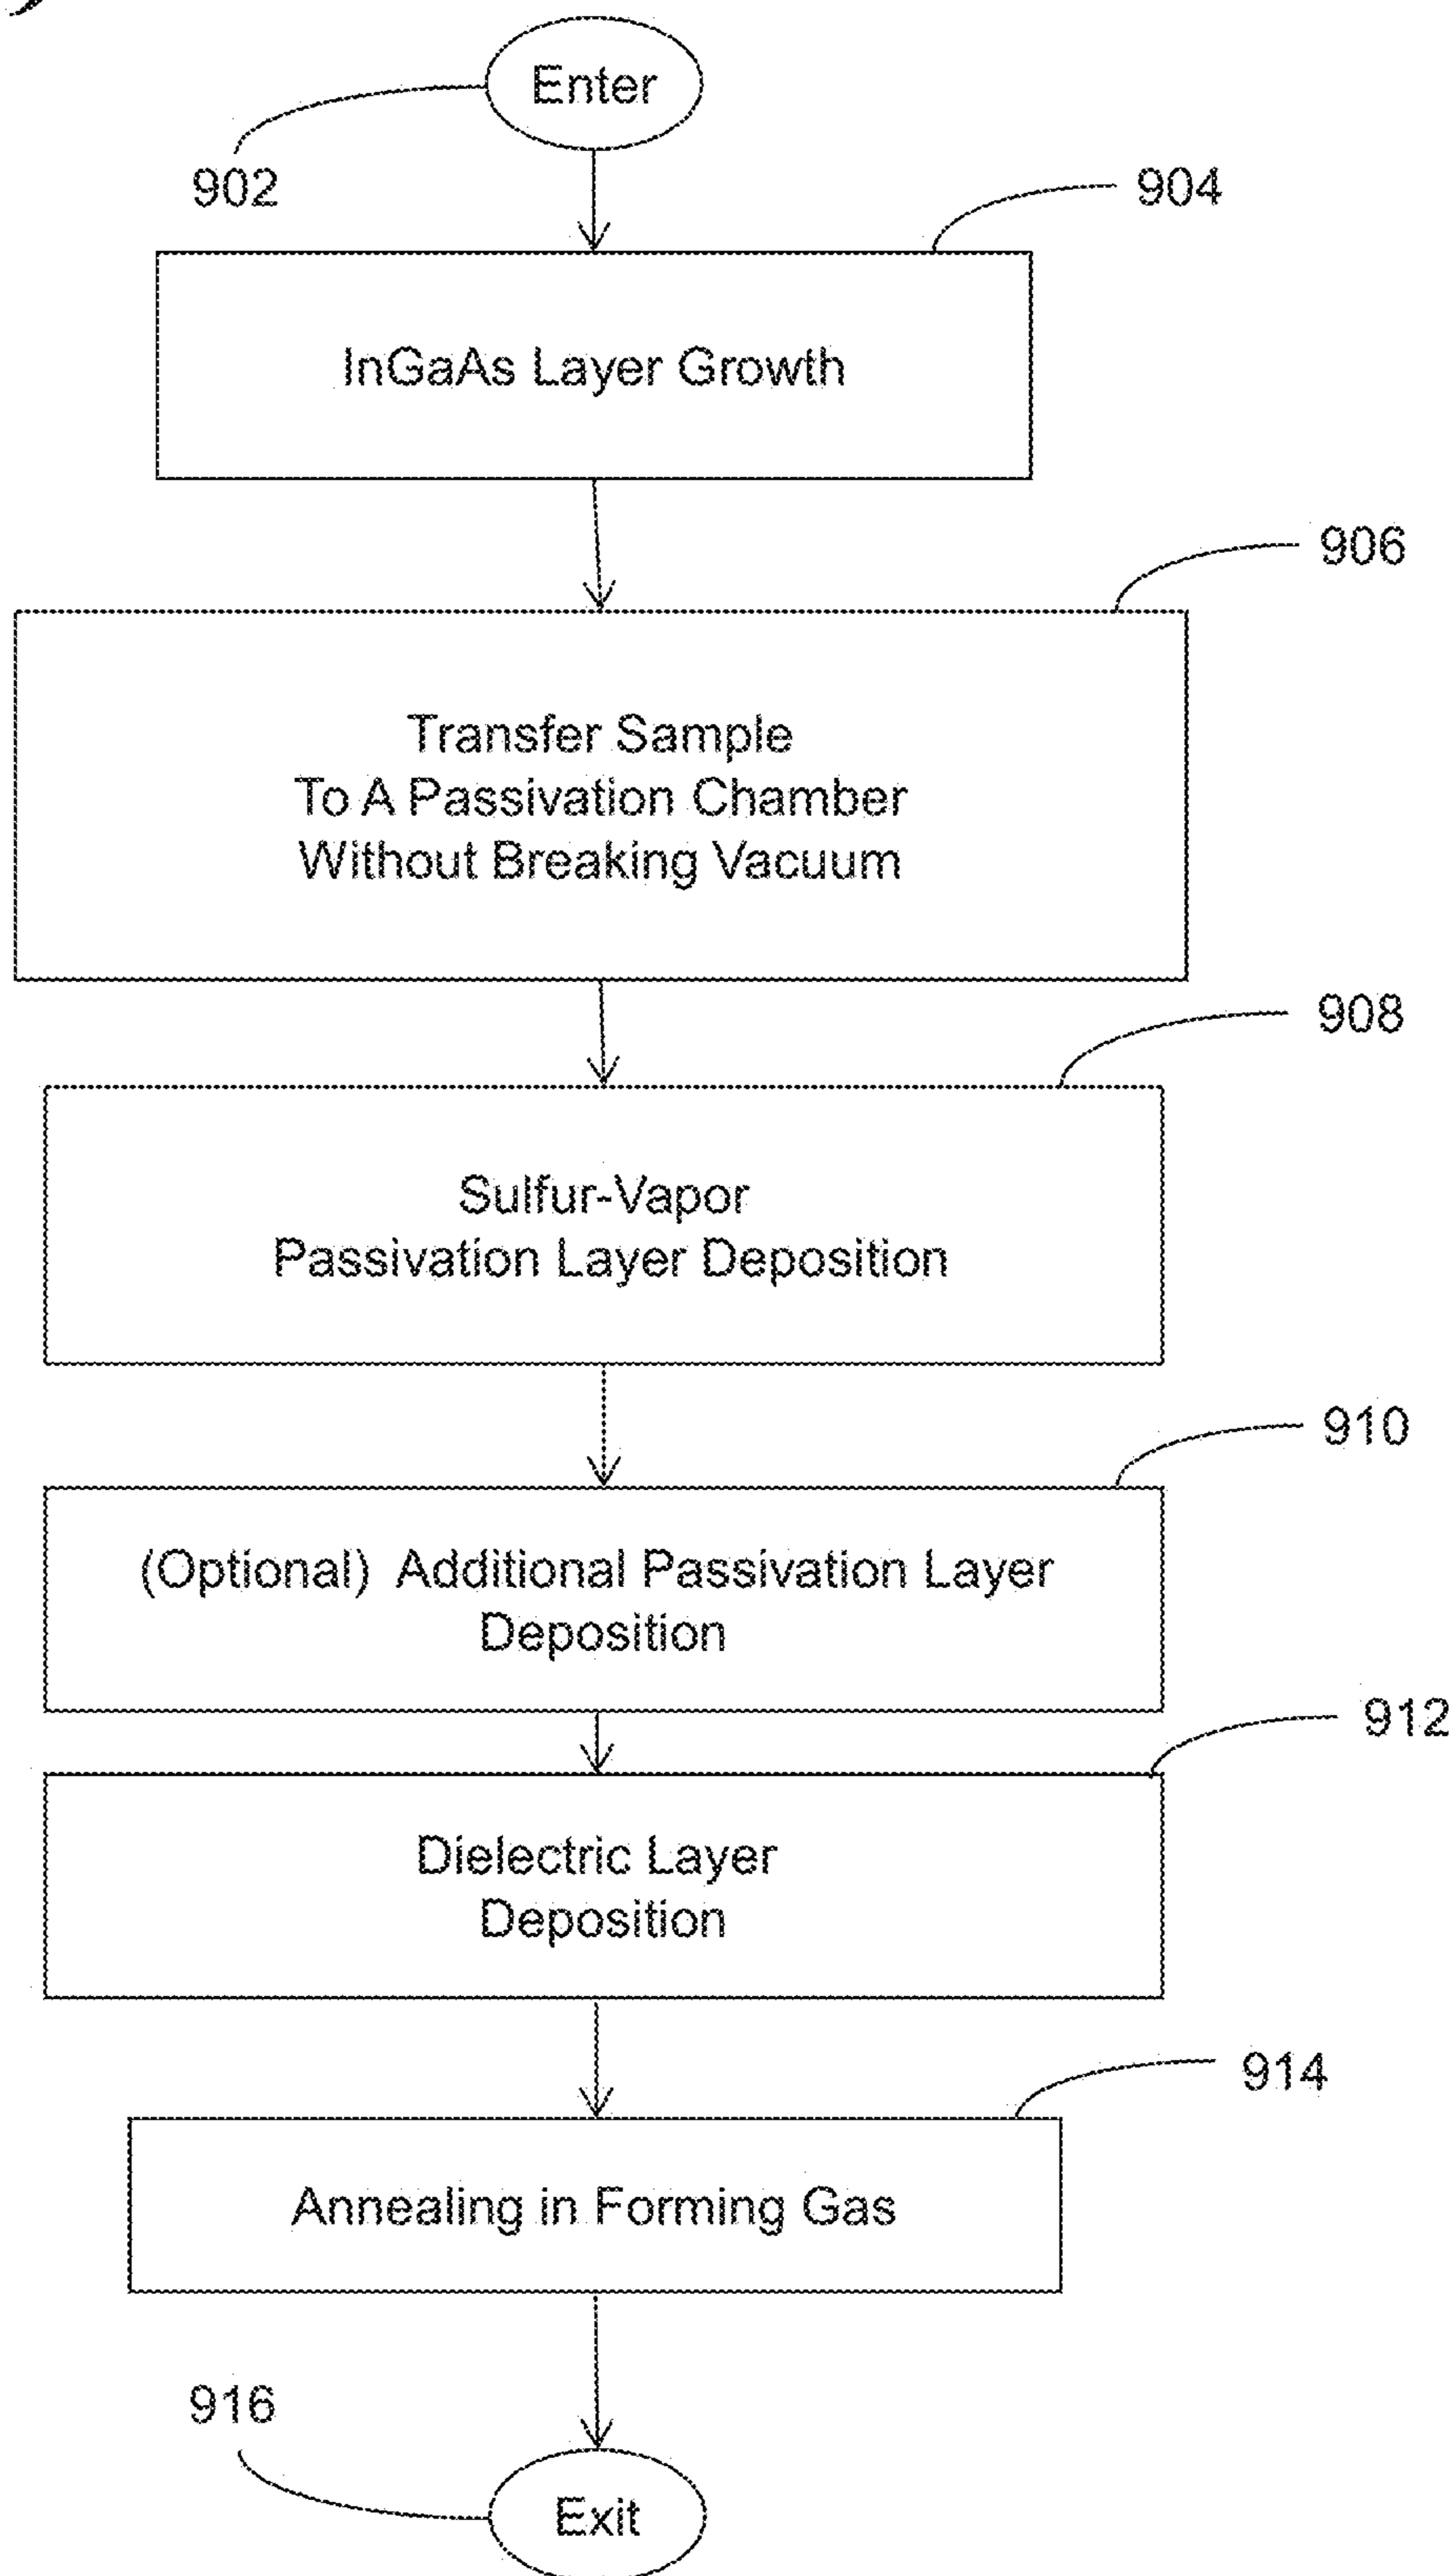 Enter
902
904
InGaAs Layer Growth
906
Transfer Sample
To A Passivation Chamber
Without Breaking Vacuum
908
Sulfur-Vapor
Passivation Layer Deposition
910
(Optional) Additional Passivation Layer
Deposition
912
Dielectric Layer
Deposition
914
Annealing in Forming Gas
916
Exit